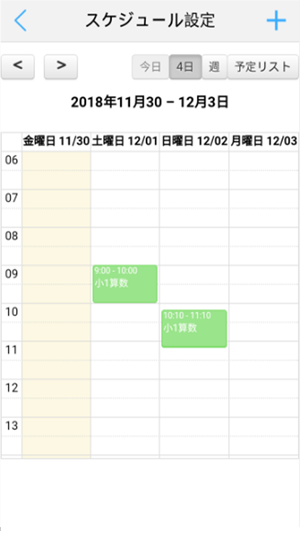 スケジュール設定
< > 今日 4日 週 予定リスト
2018年11月30 – 12月3日
金曜日 11/30 土曜日 12/01 日曜日 12/02 月曜日 12/03
06
07
08
09
9:00 - 10:00
小1算数
10
10:10 - 11:10
小1算数
11
12
13